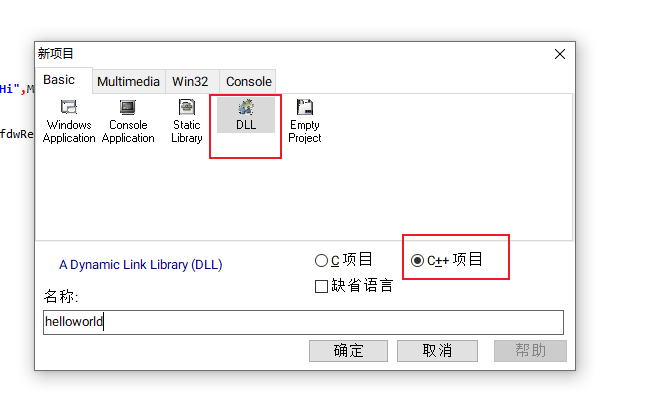 新项目
Basic Multimedia Win32 Console
Hi",M
fdwRe
Windows Application
Console Application
Static Library
DLL
Empty Project
A Dynamic Link Library (DLL)
C 项目
C++ 项目
缺省语言
名称:
helloworld
确定 取消 帮助